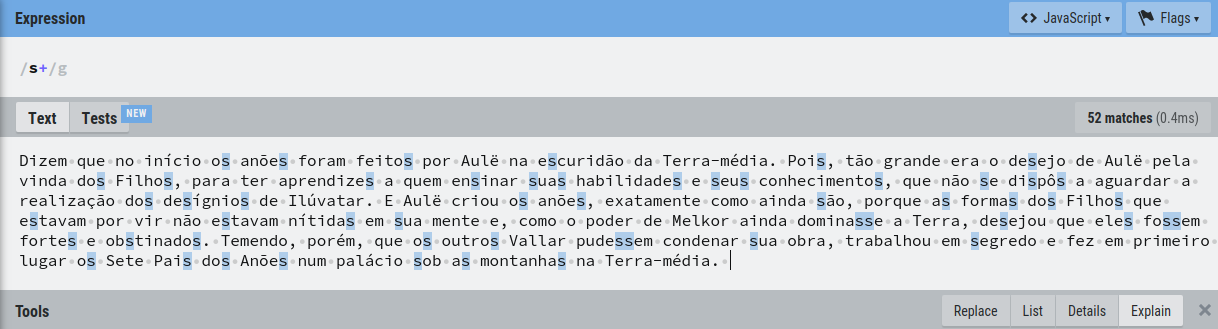 Expression
<> JavaScript ▾ Flags ▾
/s+/g
Text Tests NEW 52 matches (0.4ms)
Dizem que no início os anões foram feitos por Aulë na escuridão da Terra-média. Pois, tão grande era o desejo de Aulë pela
vinda dos Filhos, para ter aprendizes a quem ensinar suas habilidades e seus conhecimentos, que não se dispôs a aguardar a
realização dos desígnios de Ilúvatar. E Aulë criou os anões, exatamente como ainda são, porque as formas dos Filhos que
estavam por vir não estavam nítidas em sua mente e, como o poder de Melkor ainda dominasse a Terra, desejou que eles fossem
fortes e obstinados. Temendo, porém, que os outros Vallar pudessem condenar sua obra, trabalhou em segredo e fez em primeiro
lugar os Sete Pais dos Anões num palácio sob as montanhas na Terra-média.
Tools Replace List Details Explain ×